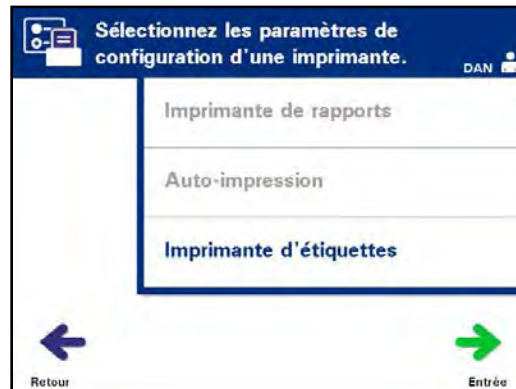 Sélectionnez les paramètres de
configuration d'une imprimante.
DAN
Imprimante de rapports
Auto-impression
Imprimante d'étiquettes
Retour
Entrée